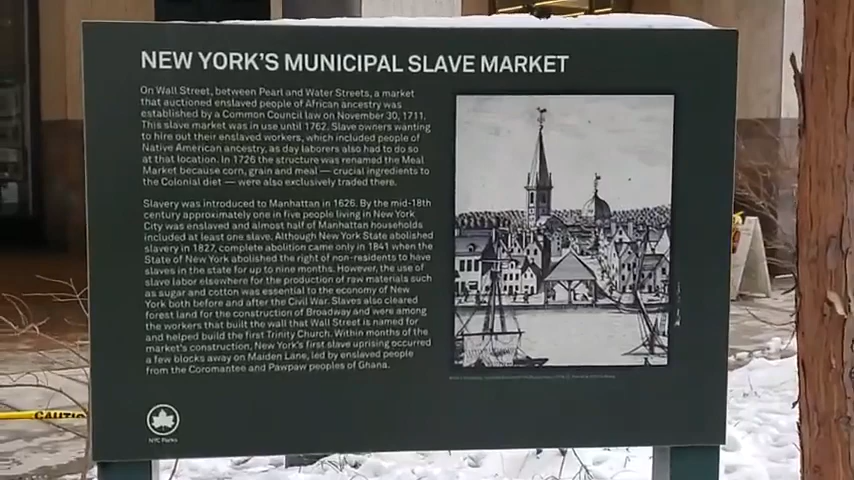 NEW YORK'S MUNICIPAL SLAVE MARKET
On Wall Street, between Pearl and Water Streets, a market
that auctioned enslaved people of African ancestry was
established by a Common Council law on November 30, 1711.
This slave market was in use until 1762. Slave owners wanting
to hire out their enslaved workers, which included people of
Native American ancestry, as day laborers also had to do so
at that location. In 1726 the structure was renamed the Meal
Market because corn, grain and meal — crucial ingredients to
the Colonial diet — were also exclusively traded there.
Slavery was introduced to Manhattan in 1626. By the mid-18th
century approximately one in five people living in New York
City was enslaved and almost half of Manhattan households
included at least one slave. Although New York State abolished
slavery in 1827, complete abolition came only in 1841 when the
State of New York abolished the right of non-residents to have
slaves in the state for up to nine months. However, the use of
slave labor elsewhere for the production of raw materials such
as sugar and cotton was essential to the economy of New
York both before and after the Civil War. Slaves also cleared
forest land for the construction of Broadway and were among
the workers that built the wall that Wall Street is named for
and helped build the first Trinity Church. Within months of the
market's construction, New York's first slave uprising occurred
a few blocks away on Maiden Lane, led by enslaved people
from the Coromantee and Pawpaw peoples of Ghana.
NYC Parks
CAUTIO